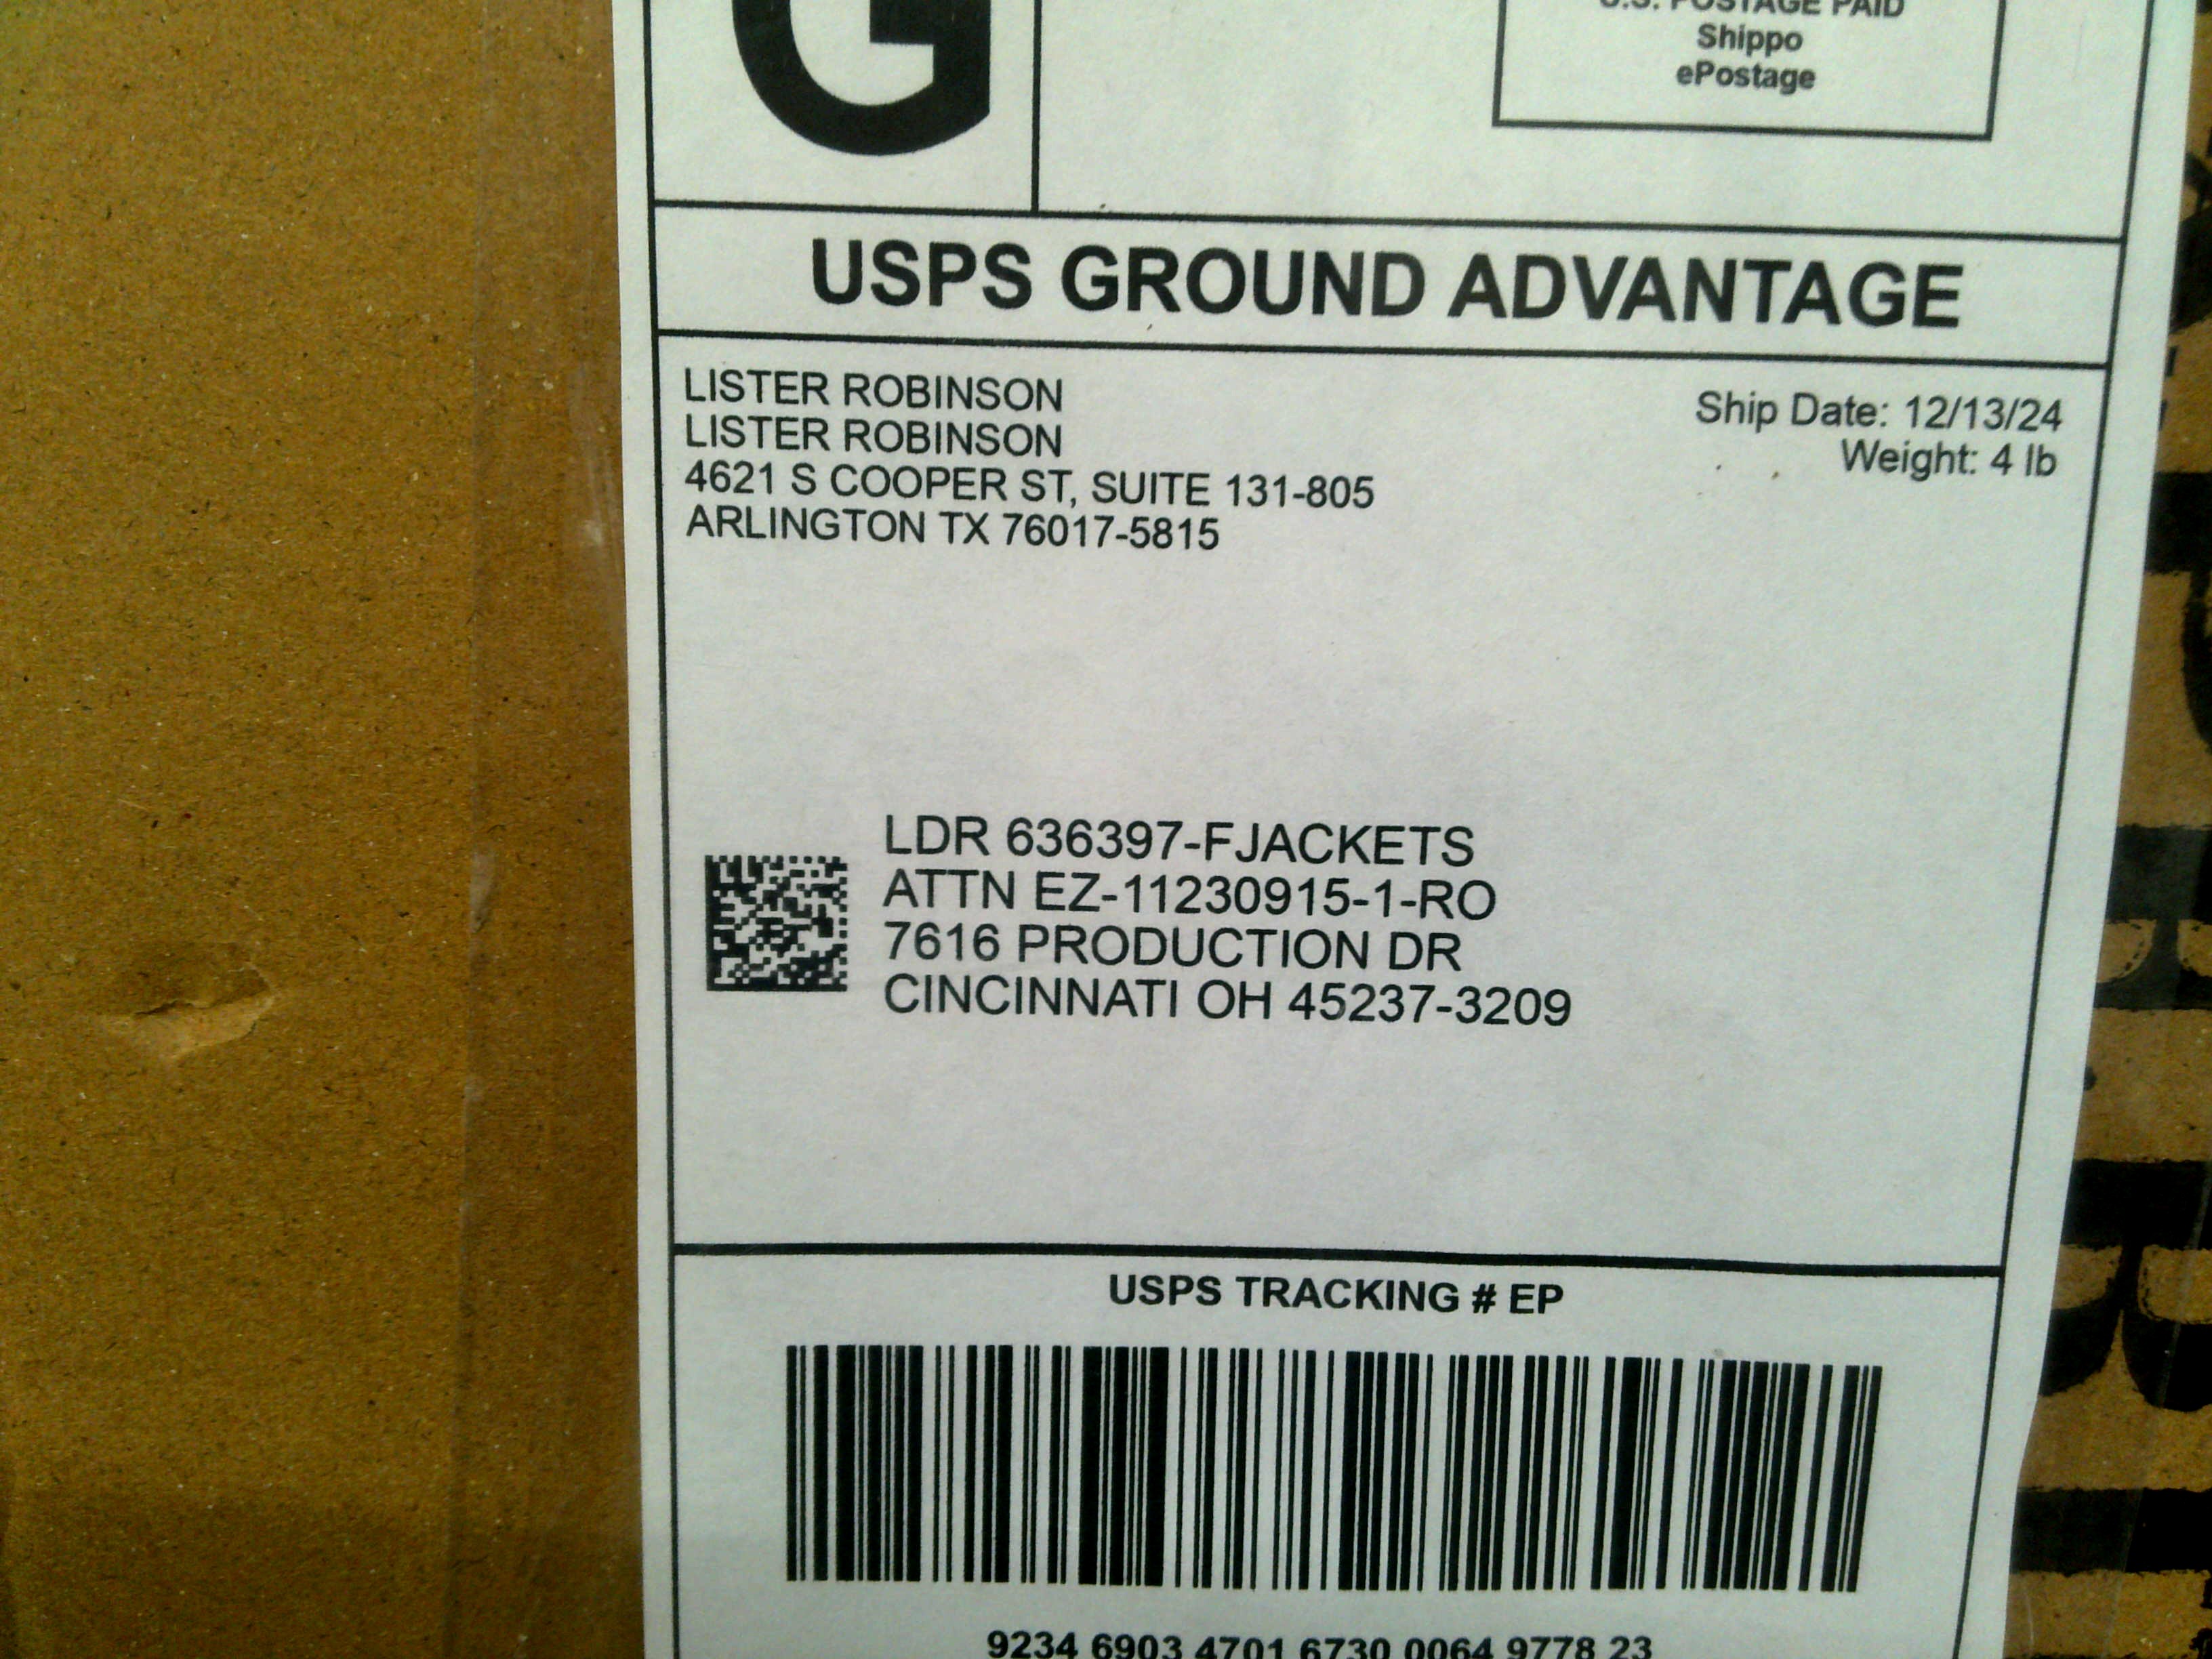 G
U.S. POSTAGE PAID
Shippo
ePostage
USPS GROUND ADVANTAGE
LISTER ROBINSON
LISTER ROBINSON
4621 S COOPER ST, SUITE 131-805
ARLINGTON TX 76017-5815
Ship Date: 12/13/24
Weight: 4 lb
LDR 636397-FJACKETS
ATTN EZ-11230915-1-RO
7616 PRODUCTION DR
CINCINNATI OH 45237-3209
USPS TRACKING # EP
9234 6903 4701 6730 0064 9778 23